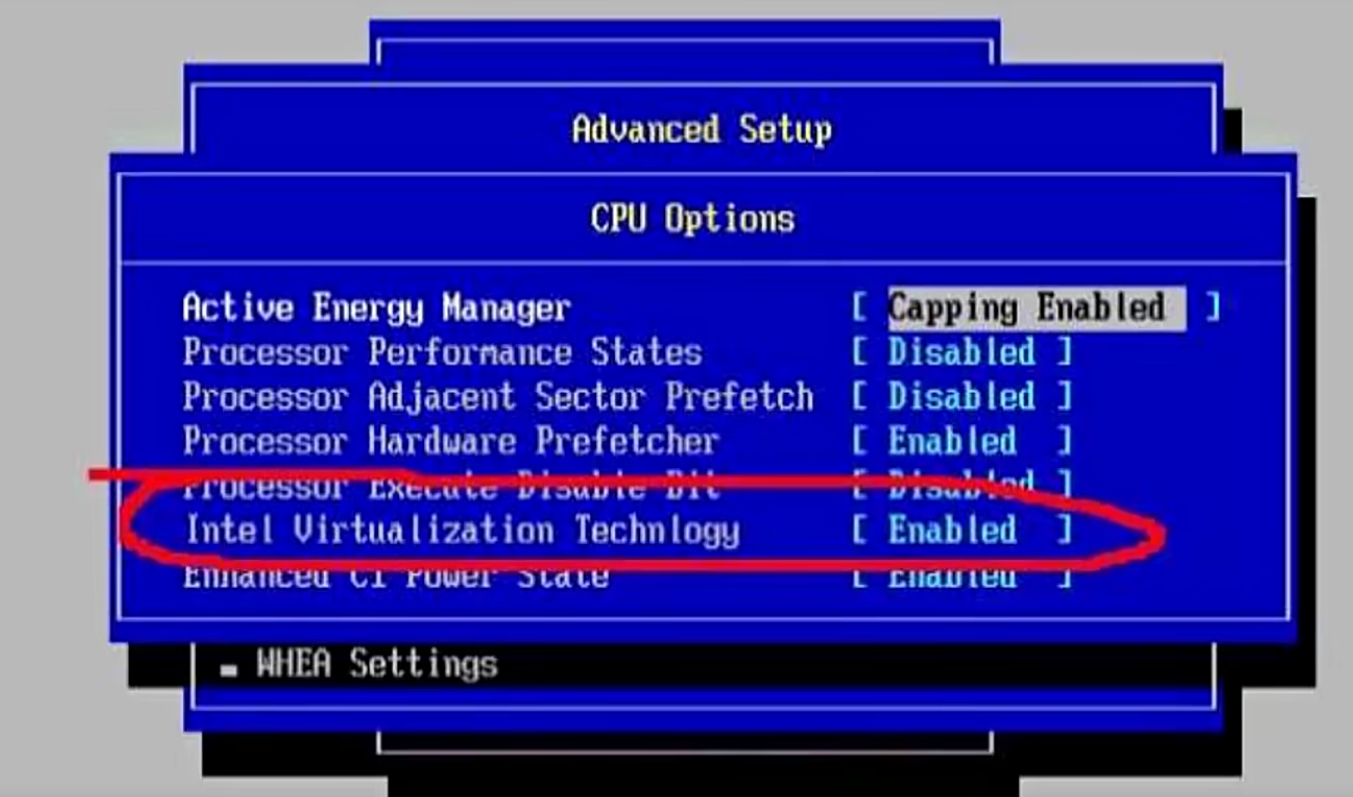 Advanced Setup
CPU Options
Active Energy Manager [ Capping Enabled ]
Processor Performance States [ Disabled ]
Processor Adjacent Sector Prefetch [ Disabled ]
Processor Hardware Prefetcher [ Enabled ]
Processor Execute Disable Bit [ Disabled ]
Intel Virtualization Technlogy [ Enabled ]
Enhanced C1 Power State [ Enabled ]
WHEA Settings